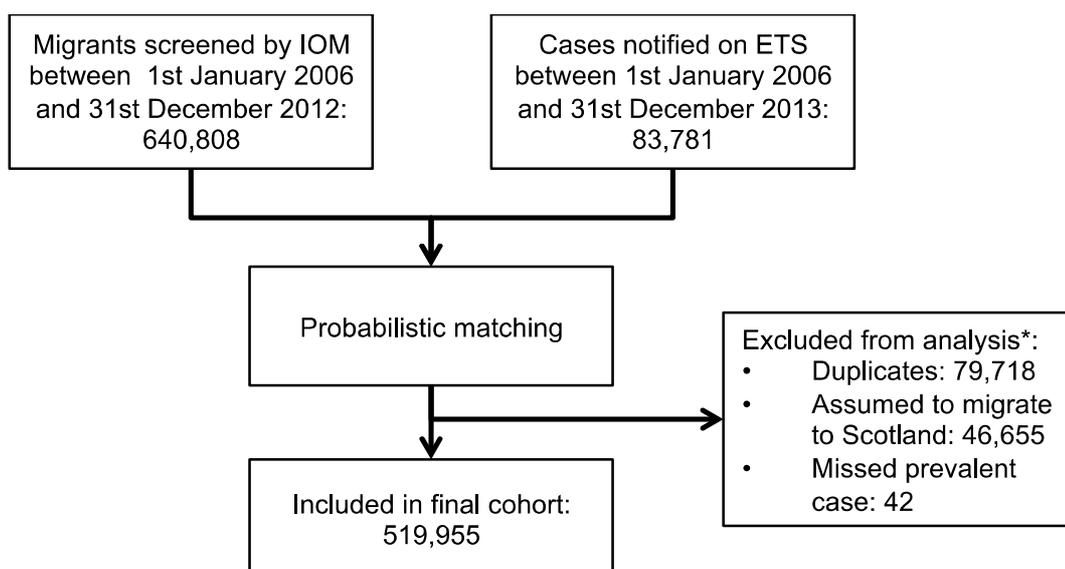 Migrants screened by IOM
between 1st January 2006
and 31st December 2012:
640,808
Cases notified on ETS
between 1st January 2006
and 31st December 2013:
83,781
Probabilistic matching
Excluded from analysis*:
• Duplicates: 79,718
• Assumed to migrate
to Scotland: 46,655
• Missed prevalent
case: 42
Included in final cohort:
519,955